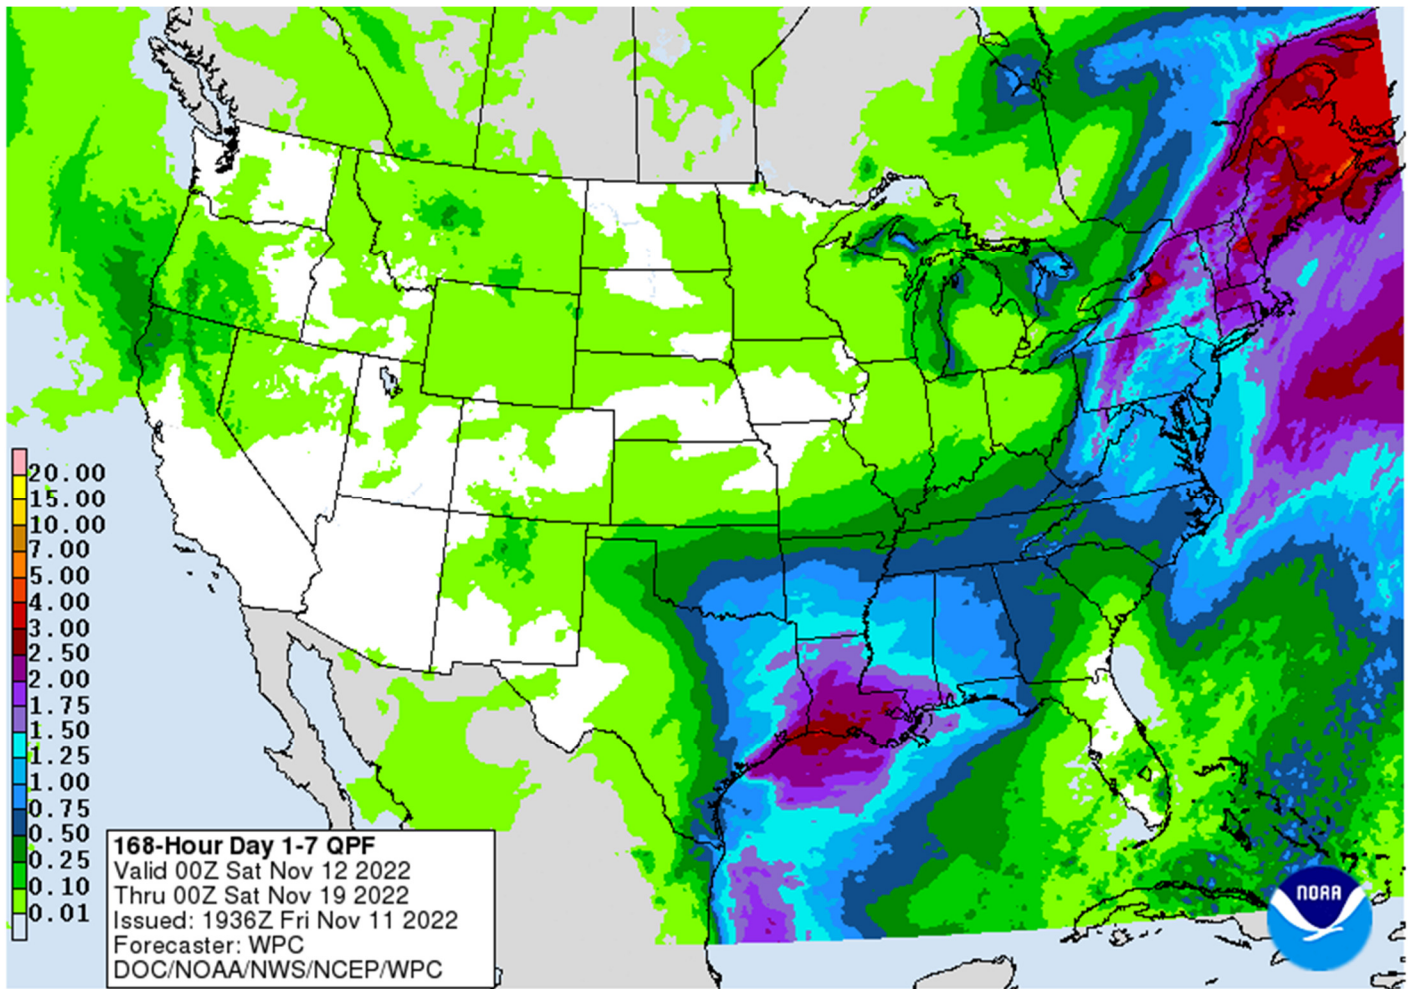 20.00
15.00
10.00
7.00
5.00
4.00
3.00
2.50
2.00
1.75
1.50
1.25
1.00
0.75
0.50
0.25
0.10
0.01
168-Hour Day 1-7 QPF
Valid 00Z Sat Nov 12 2022
Thru 00Z Sat Nov 19 2022
Issued: 1936Z Fri Nov 11 2022
Forecaster: WPC
DOC/NOAA/NWS/NCEP/WPC
NOAA